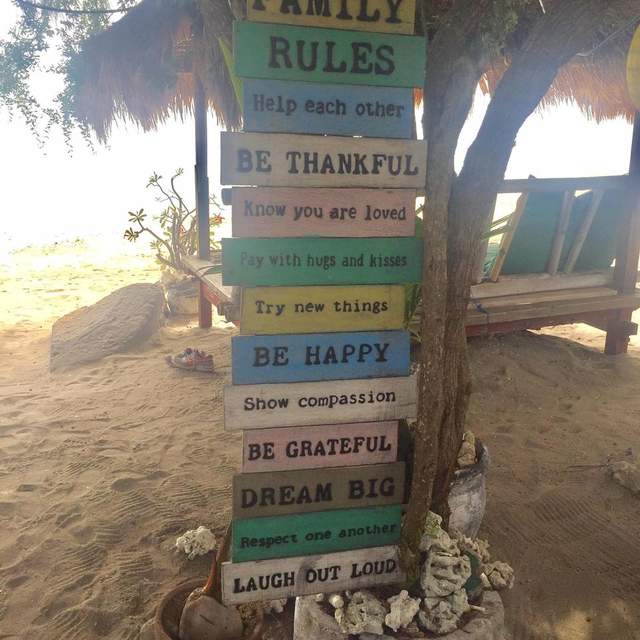 FAMILY
RULES
Help each other
BE THANKFUL
Know you are loved
Pay with hugs and kisses
Try new things
BE HAPPY
Show compassion
BE GRATEFUL
DREAM BIG
Respect one another
LAUGH OUT LOUD